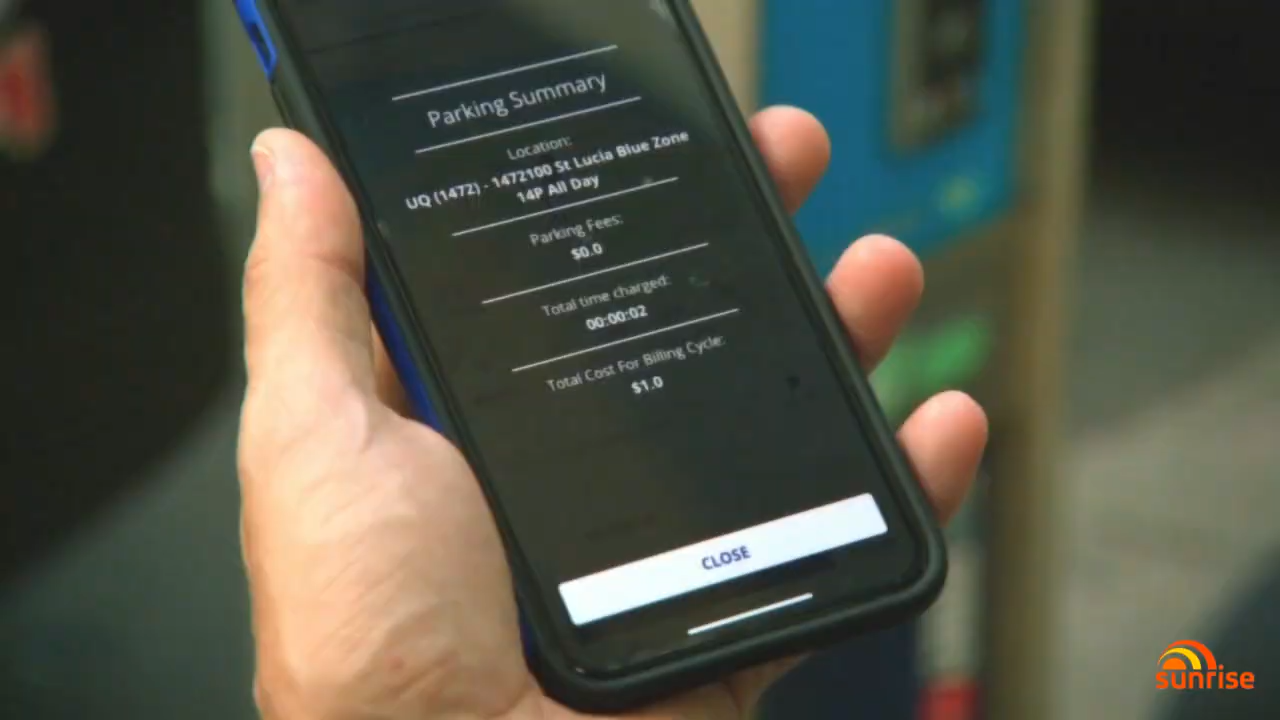 Parking Summary
Location:
UQ (1472) - 1472100 St Lucia Blue Zone
14P All Day
Parking Fees:
$0.0
Total time charged:
00:00:02
Total Cost For Billing Cycle:
$1.0
CLOSE
sunrise